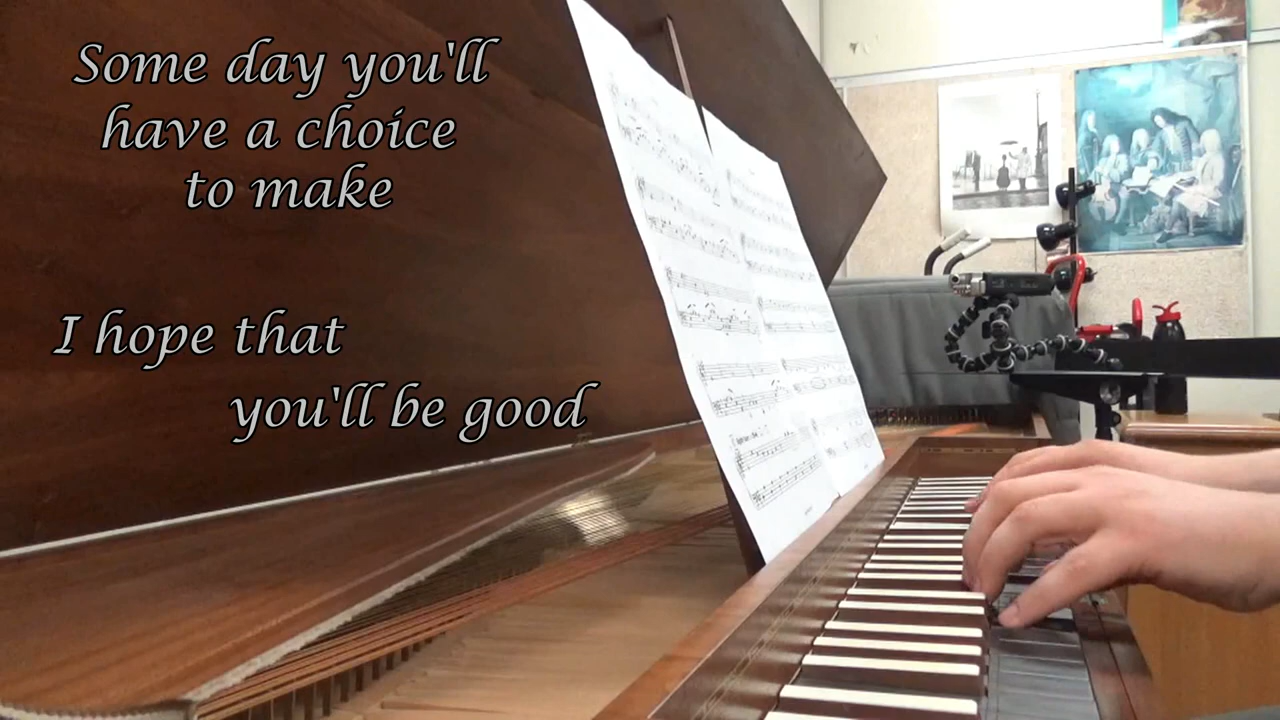 Some day you'll
have a choice
to make
I hope that
you'll be good